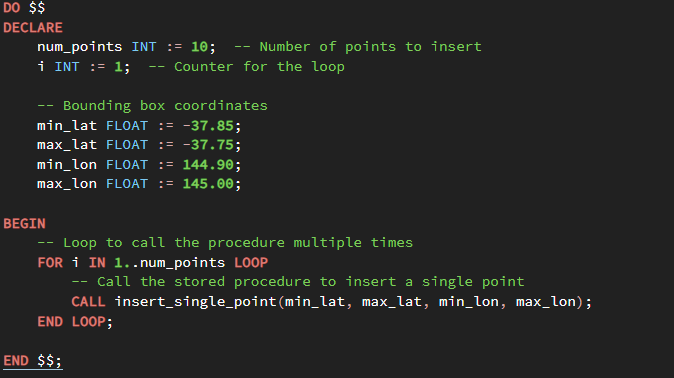 DO $$
DECLARE
    num_points INT := 10;  -- Number of points to insert
    i INT := 1;  -- Counter for the loop

    -- Bounding box coordinates
    min_lat FLOAT := -37.85;
    max_lat FLOAT := -37.75;
    min_lon FLOAT := 144.90;
    max_lon FLOAT := 145.00;

BEGIN
    -- Loop to call the procedure multiple times
    FOR i IN 1..num_points LOOP
        -- Call the stored procedure to insert a single point
        CALL insert_single_point(min_lat, max_lat, min_lon, max_lon);
    END LOOP;

END $$;